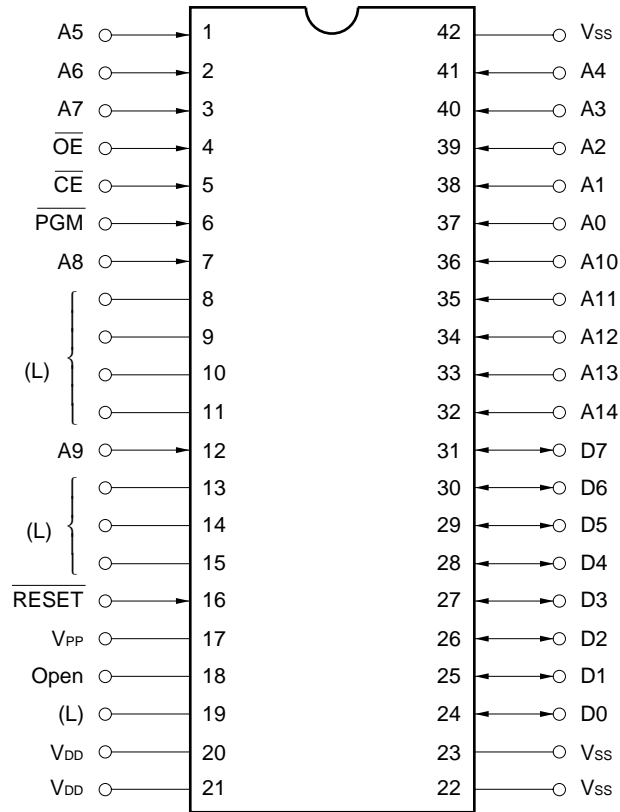 A5 1 42 VSS
A6 2 41 A4
A7 3 40 A3
OE 4 39 A2
CE 5 38 A1
PGM 6 37 A0
A8 7 36 A10
8 35 A11
9 34 A12
(L)
10 33 A13
11 32 A14
A9 12 31 D7
13 30 D6
(L) 14 29 D5
15 28 D4
RESET 16 27 D3
VPP 17 26 D2
Open 18 25 D1
(L) 19 24 D0
VDD 20 23 VSS
VDD 21 22 VSS